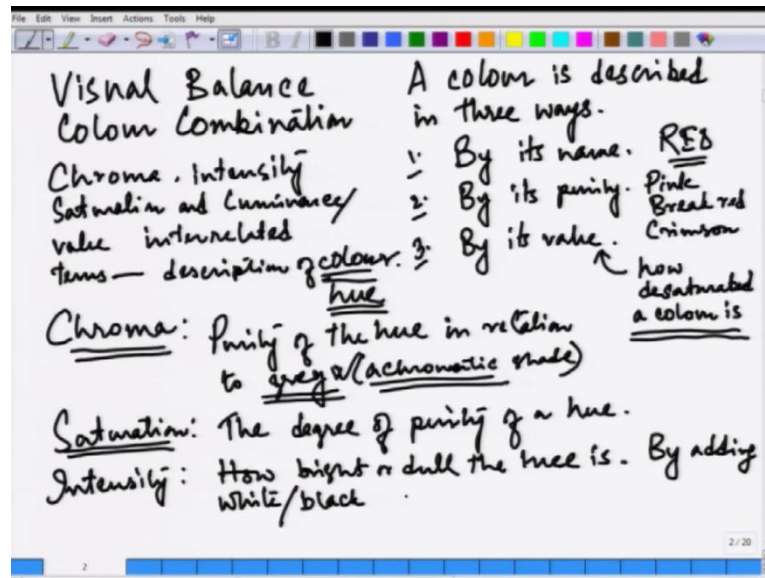 File Edit View Insert Actions Tools Help
Visual Balance
Colour Combination
Chroma. Intensity
Saturation and Luminance/
value interrelated
terms — description of colour.
hue
A colour is described
in three ways.
1. By its name. RED
2. By its purity. Pink
Break red
Crimson
3. By its value.
how
desaturated
a colour is
Chroma: Purity of the hue in relation
to grey (achromatic shade)
Saturation: The degree of purity of a hue.
Intensity: How bright or dull the huee is. By adding
white/black
2 / 20
2